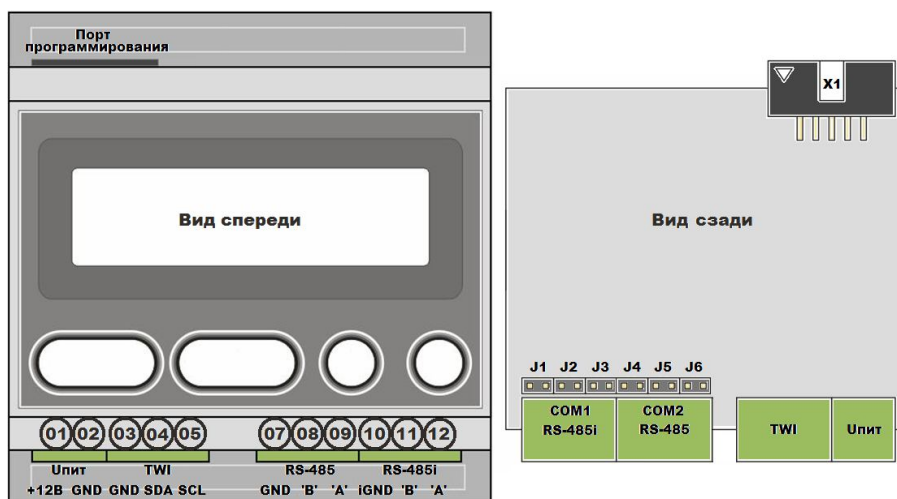 Порт
программирования
Вид спереди
01 02 03 04 05 07 08 09 10 11 12
Uпит TWI RS-485 RS-485i
+12В GND GND SDA SCL GND 'B' 'A' iGND 'B' 'A'
X1
Вид сзади
J1 J2 J3 J4 J5 J6
COM1 COM2
RS-485i RS-485 TWI Uпит